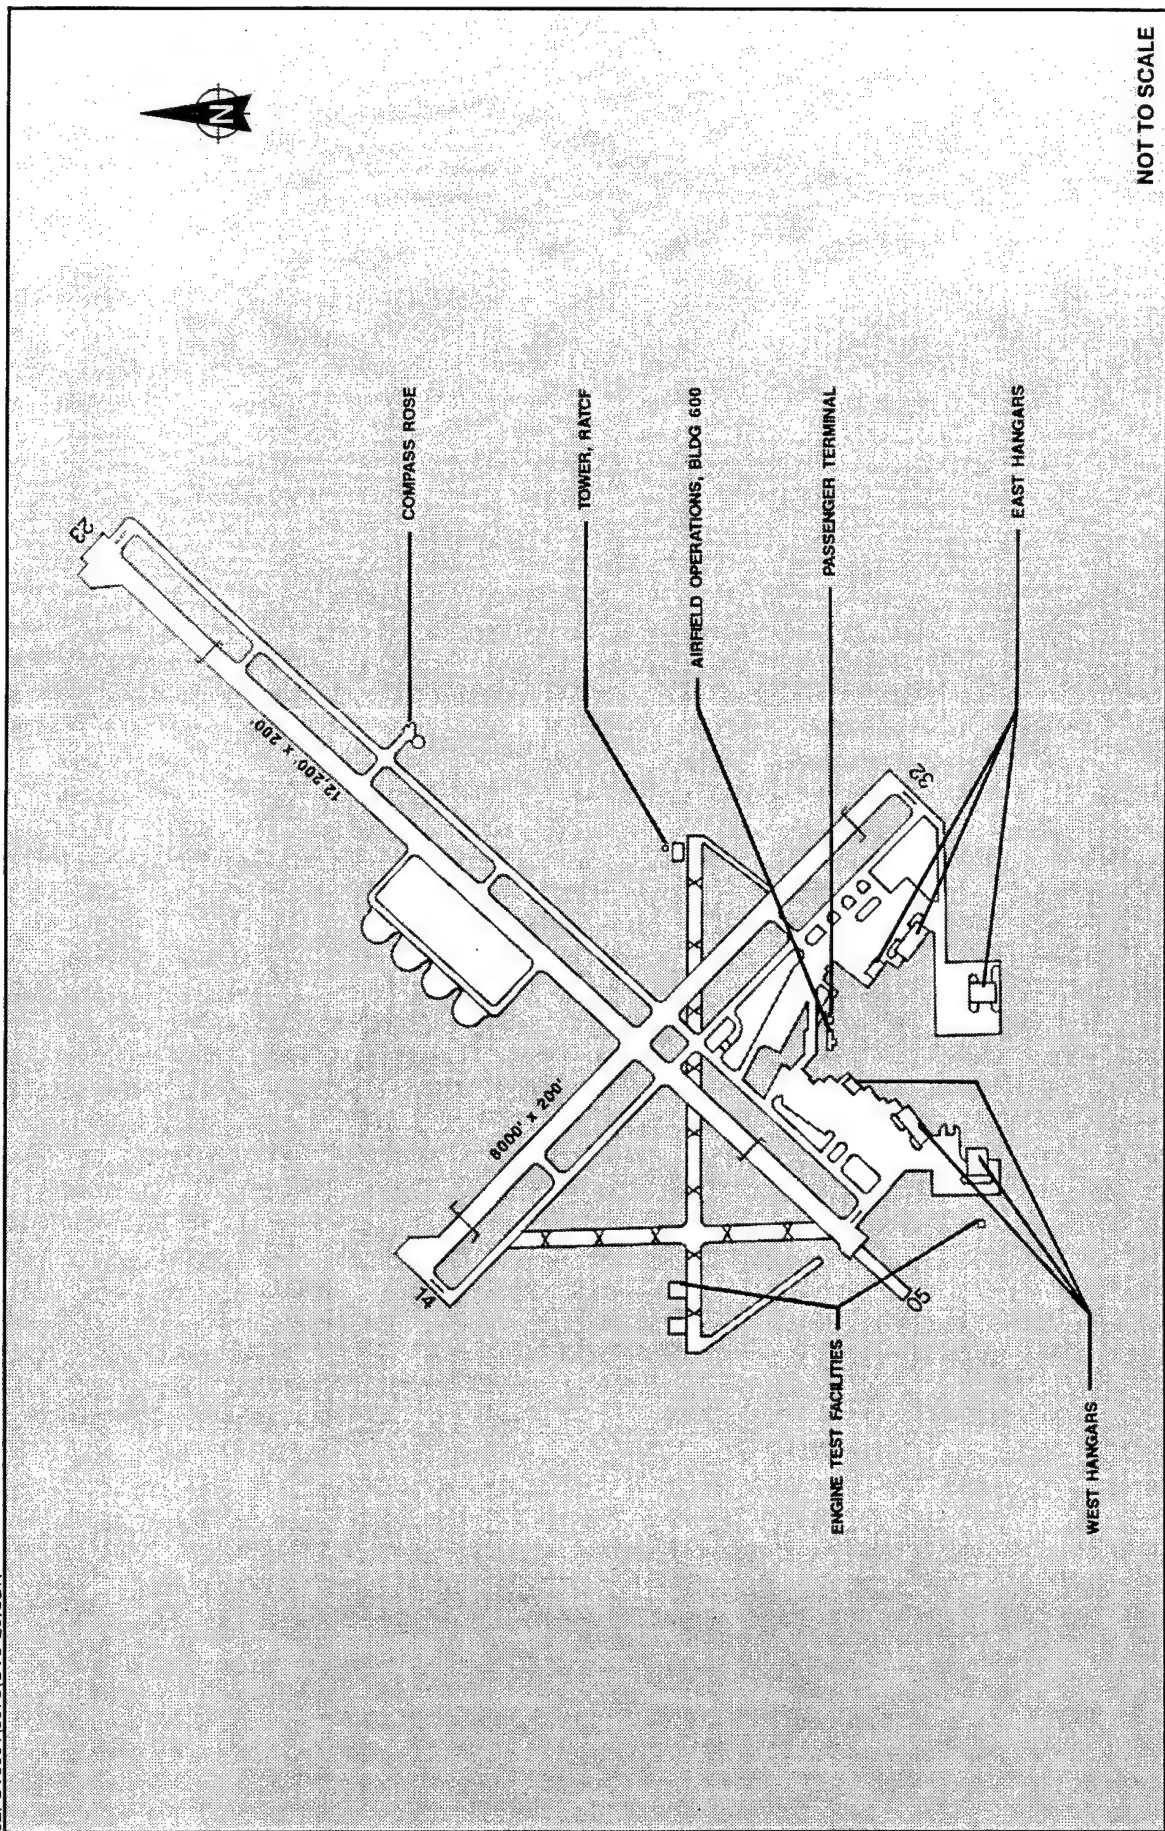 N
23
COMPASS ROSE
12,200' x 200'
TOWER, RATCF
AIRFIELD OPERATIONS, BLDG 600
PASSENGER TERMINAL
32
EAST HANGARS
8000' x 200'
14
05
ENGINE TEST FACILITIES
WEST HANGARS
NOT TO SCALE